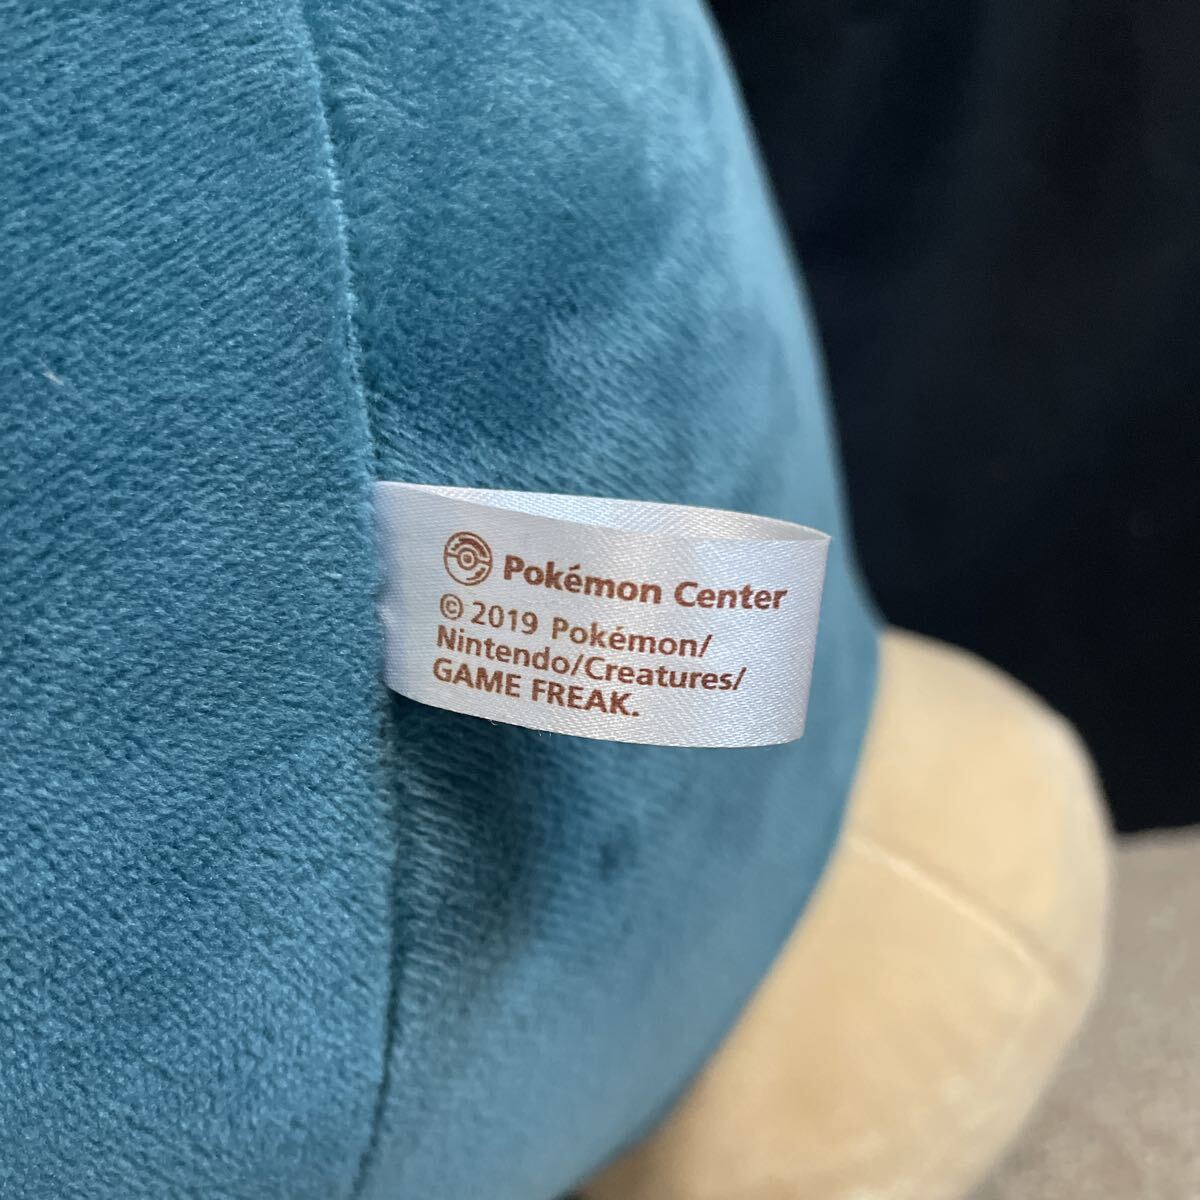 Pokémon Center
© 2019 Pokémon/
Nintendo/Creatures/
GAME FREAK.